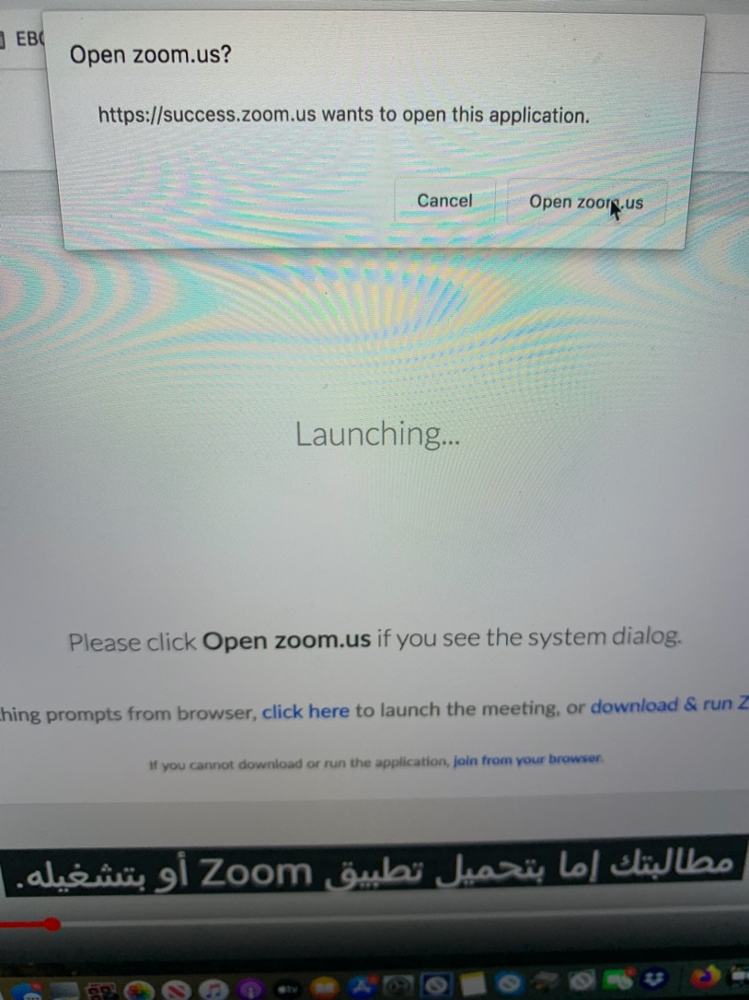 Open zoom.us?
https://success.zoom.us wants to open this application.
Cancel
Open zoom.us
Launching...
Please click Open zoom.us if you see the system dialog.
prompts from browser, click here to launch the meeting, or download & run
If you cannot download or run the application, join from your browser.
مطالبتك إما بتحميل تطبيق Zoom أو بتشغيله.
tv